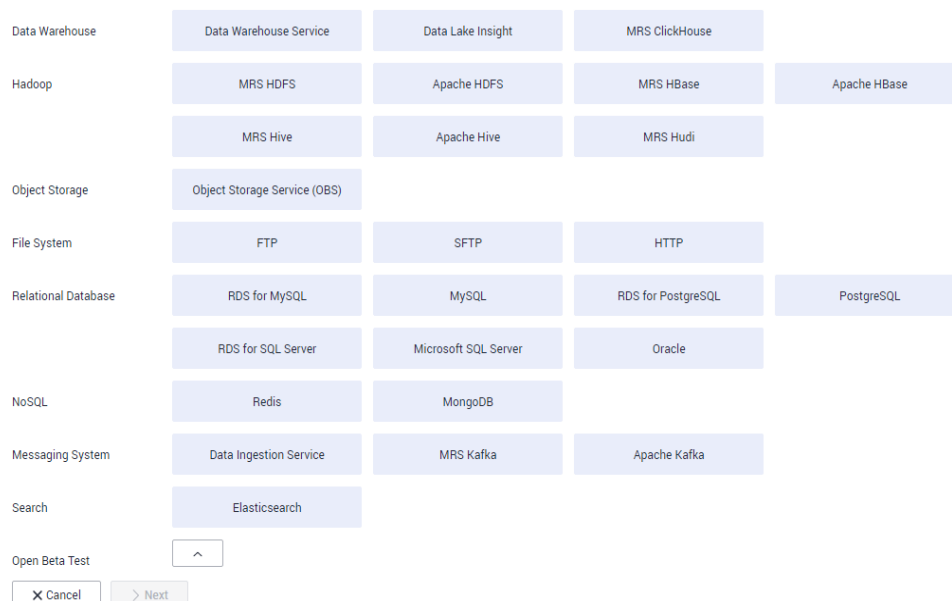 Data Warehouse Data Warehouse Service Data Lake Insight MRS ClickHouse
Hadoop MRS HDFS Apache HDFS MRS HBase Apache HBase
MRS Hive Apache Hive MRS Hudi
Object Storage Object Storage Service (OBS)
File System FTP SFTP HTTP
Relational Database RDS for MySQL MySQL RDS for PostgreSQL PostgreSQL
RDS for SQL Server Microsoft SQL Server Oracle
NoSQL Redis MongoDB
Messaging System Data Ingestion Service MRS Kafka Apache Kafka
Search Elasticsearch
Open Beta Test
Cancel Next